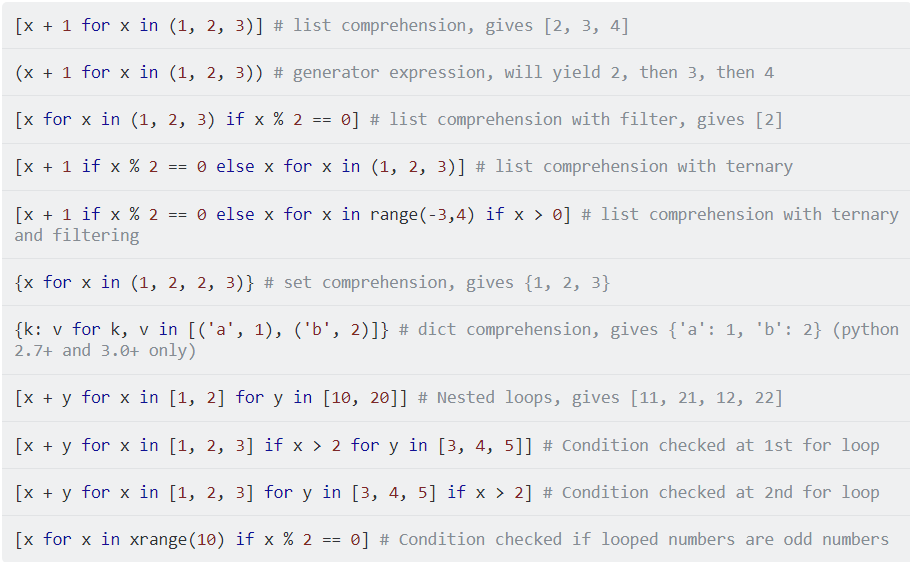 [x + 1 for x in (1, 2, 3)] # list comprehension, gives [2, 3, 4]
(x + 1 for x in (1, 2, 3)) # generator expression, will yield 2, then 3, then 4
[x for x in (1, 2, 3) if x % 2 == 0] # list comprehension with filter, gives [2]
[x + 1 if x % 2 == 0 else x for x in (1, 2, 3)] # list comprehension with ternary
[x + 1 if x % 2 == 0 else x for x in range(-3,4) if x > 0] # list comprehension with ternary
and filtering
{x for x in (1, 2, 2, 3)} # set comprehension, gives {1, 2, 3}
{k: v for k, v in [('a', 1), ('b', 2)]} # dict comprehension, gives {'a': 1, 'b': 2} (python
2.7+ and 3.0+ only)
[x + y for x in [1, 2] for y in [10, 20]] # Nested loops, gives [11, 21, 12, 22]
[x + y for x in [1, 2, 3] if x > 2 for y in [3, 4, 5]] # Condition checked at 1st for loop
[x + y for x in [1, 2, 3] for y in [3, 4, 5] if x > 2] # Condition checked at 2nd for loop
[x for x in xrange(10) if x % 2 == 0] # Condition checked if looped numbers are odd numbers